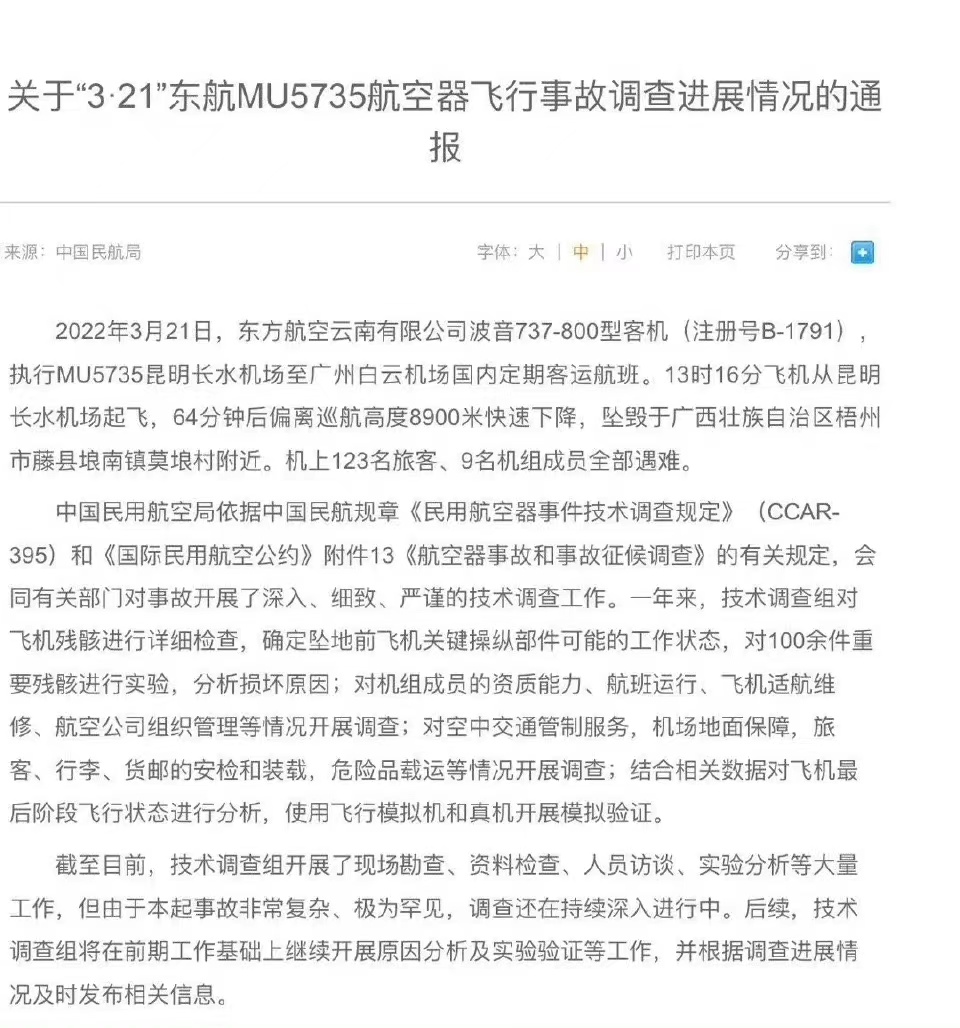 关于“3·21”东航MU5735航空器飞行事故调查进展情况的通
报
来源：中国民航局 字体：大 | 中 | 小 打印本页 分享到：
2022年3月21日，东方航空云南有限公司波音737-800型客机（注册号B-1791），
执行MU5735昆明长水机场至广州白云机场国内定期客运航班。13时16分飞机从昆明
长水机场起飞，64分钟后偏离巡航高度8900米快速下降，坠毁于广西壮族自治区梧州
市藤县埌南镇莫埌村附近。机上123名旅客、9名机组成员全部遇难。
中国民用航空局依据中国民航规章《民用航空器事件技术调查规定》（CCAR-
395）和《国际民用航空公约》附件13《航空器事故和事故征候调查》的有关规定，会
同有关部门对事故开展了深入、细致、严谨的技术调查工作。一年来，技术调查组对
飞机残骸进行详细检查，确定坠地前飞机关键操纵部件可能的工作状态，对100余件重
要残骸进行实验，分析损坏原因；对机组成员的资质能力、航班运行、飞机适航维
修、航空公司组织管理等情况开展调查；对空中交通管制服务，机场地面保障，旅
客、行李、货邮的安检和装载，危险品载运等情况开展调查；结合相关数据对飞机最
后阶段飞行状态进行分析，使用飞行模拟机和真机开展模拟验证。
截至目前，技术调查组开展了现场勘查、资料检查、人员访谈、实验分析等大量
工作，但由于本起事故非常复杂、极为罕见，调查还在持续深入进行中。后续，技术
调查组将在前期工作基础上继续开展原因分析及实验验证等工作，并根据调查进展情
况及时发布相关信息。